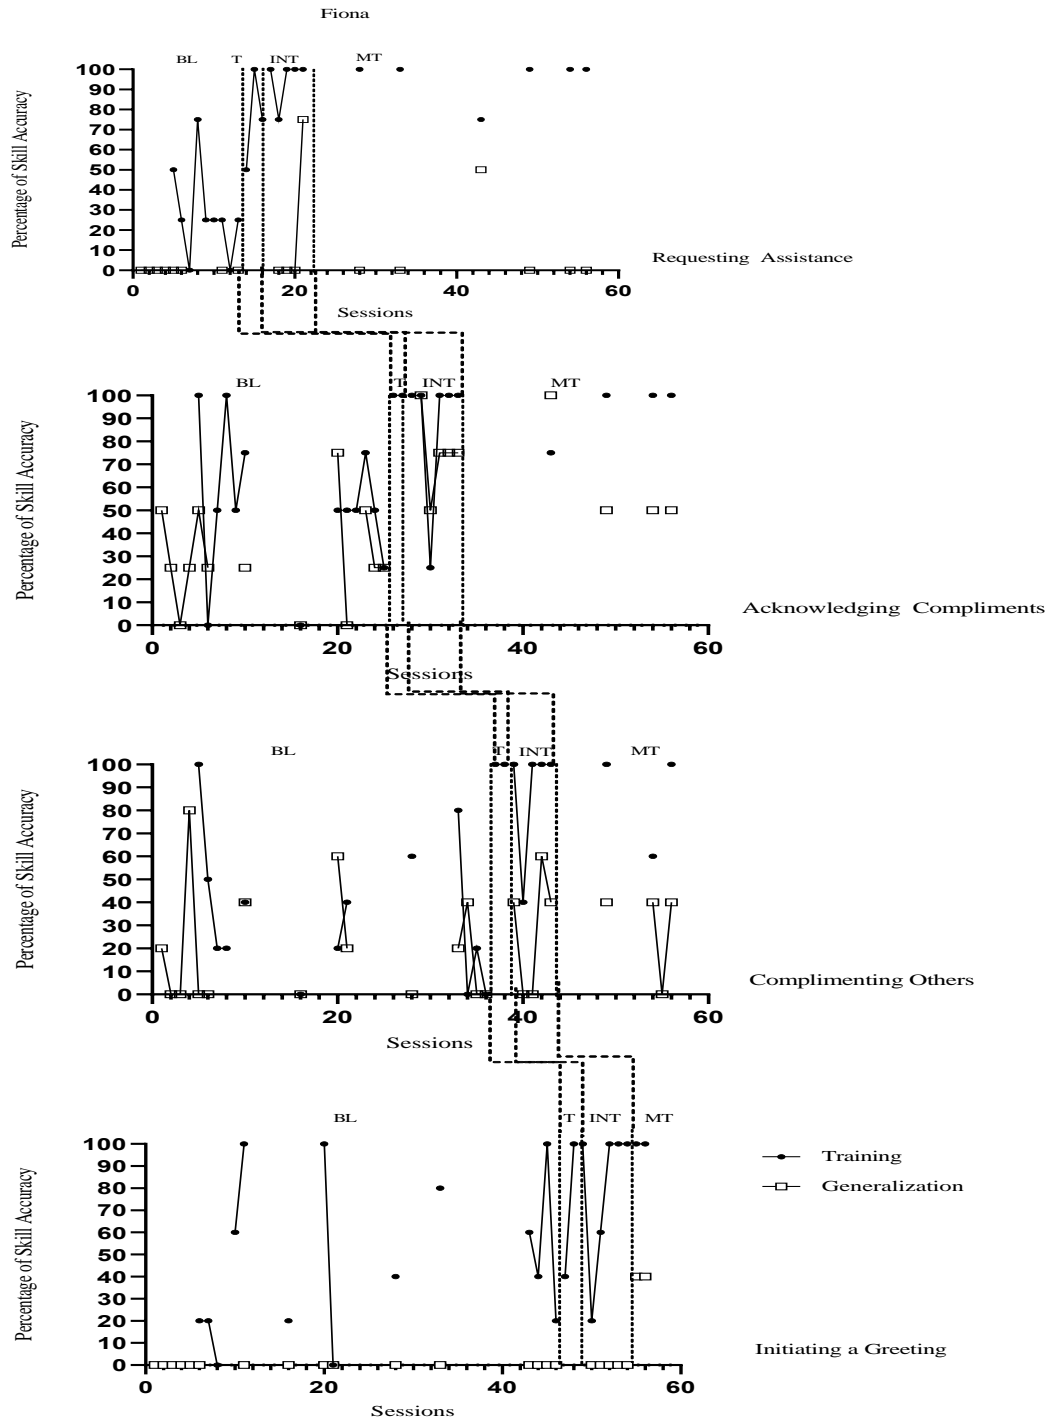 Fiona
BL T INT MT
Percentage of Skill Accuracy
100
90
80
70
60
50
40
30
20
10
0
0 20 40 60
Requesting Assistance
Sessions
BL T INT MT
Percentage of Skill Accuracy
100
90
80
70
60
50
40
30
20
10
0
0 20 40 60
Acknowledging Compliments
Sessions
BL T INT MT
Percentage of Skill Accuracy
100
90
80
70
60
50
40
30
20
10
0
0 20 40 60
Complimenting Others
Sessions
BL T INT MT
Percentage of Skill Accuracy
100
90
80
70
60
50
40
30
20
10
0
0 20 40 60
Training
Generalization
Initiating a Greeting
Sessions